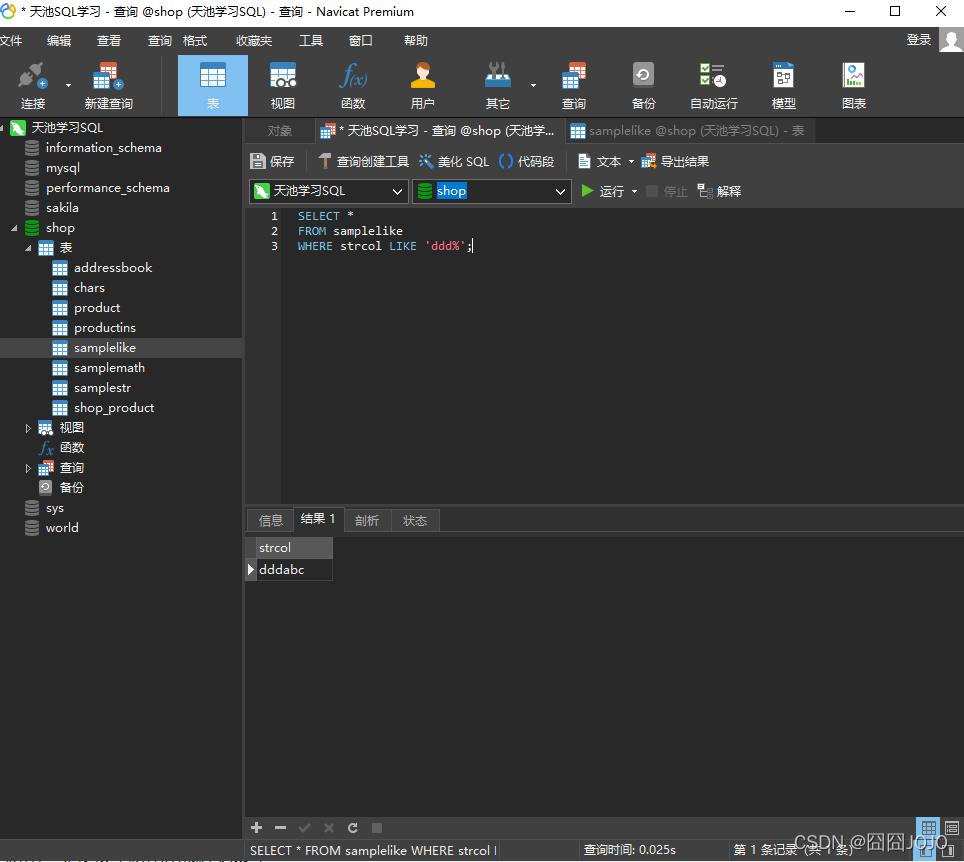 * 天池SQL学习 - 查询 @shop (天池学习SQL) - 查询 - Navicat Premium
文件 编辑 查看 查询 格式 收藏夹 工具 窗口 帮助 登录
连接 新建查询 表 视图 函数 用户 其它 查询 备份 自动运行 模型 图表
天池学习SQL
information_schema
mysql
performance_schema
sakila
shop
表
addressbook
chars
product
productins
samplelike
samplemath
samplestr
shop_product
视图
函数
查询
备份
sys
world
对象 * 天池SQL学习 - 查询 @shop (天池学... samplelike @shop (天池学习SQL) - 表
保存 查询创建工具 美化 SQL 代码段 文本 导出结果
天池学习SQL shop 运行 停止 解释
1 SELECT *
2 FROM samplelike
3 WHERE strcol LIKE 'ddd%';
信息 结果 1 剖析 状态
strcol
dddabc
SELECT * FROM samplelike WHERE strcol 查询时间: 0.025s 第 1 条记录 (共 1 条)
CSDN @囧囧JOJO